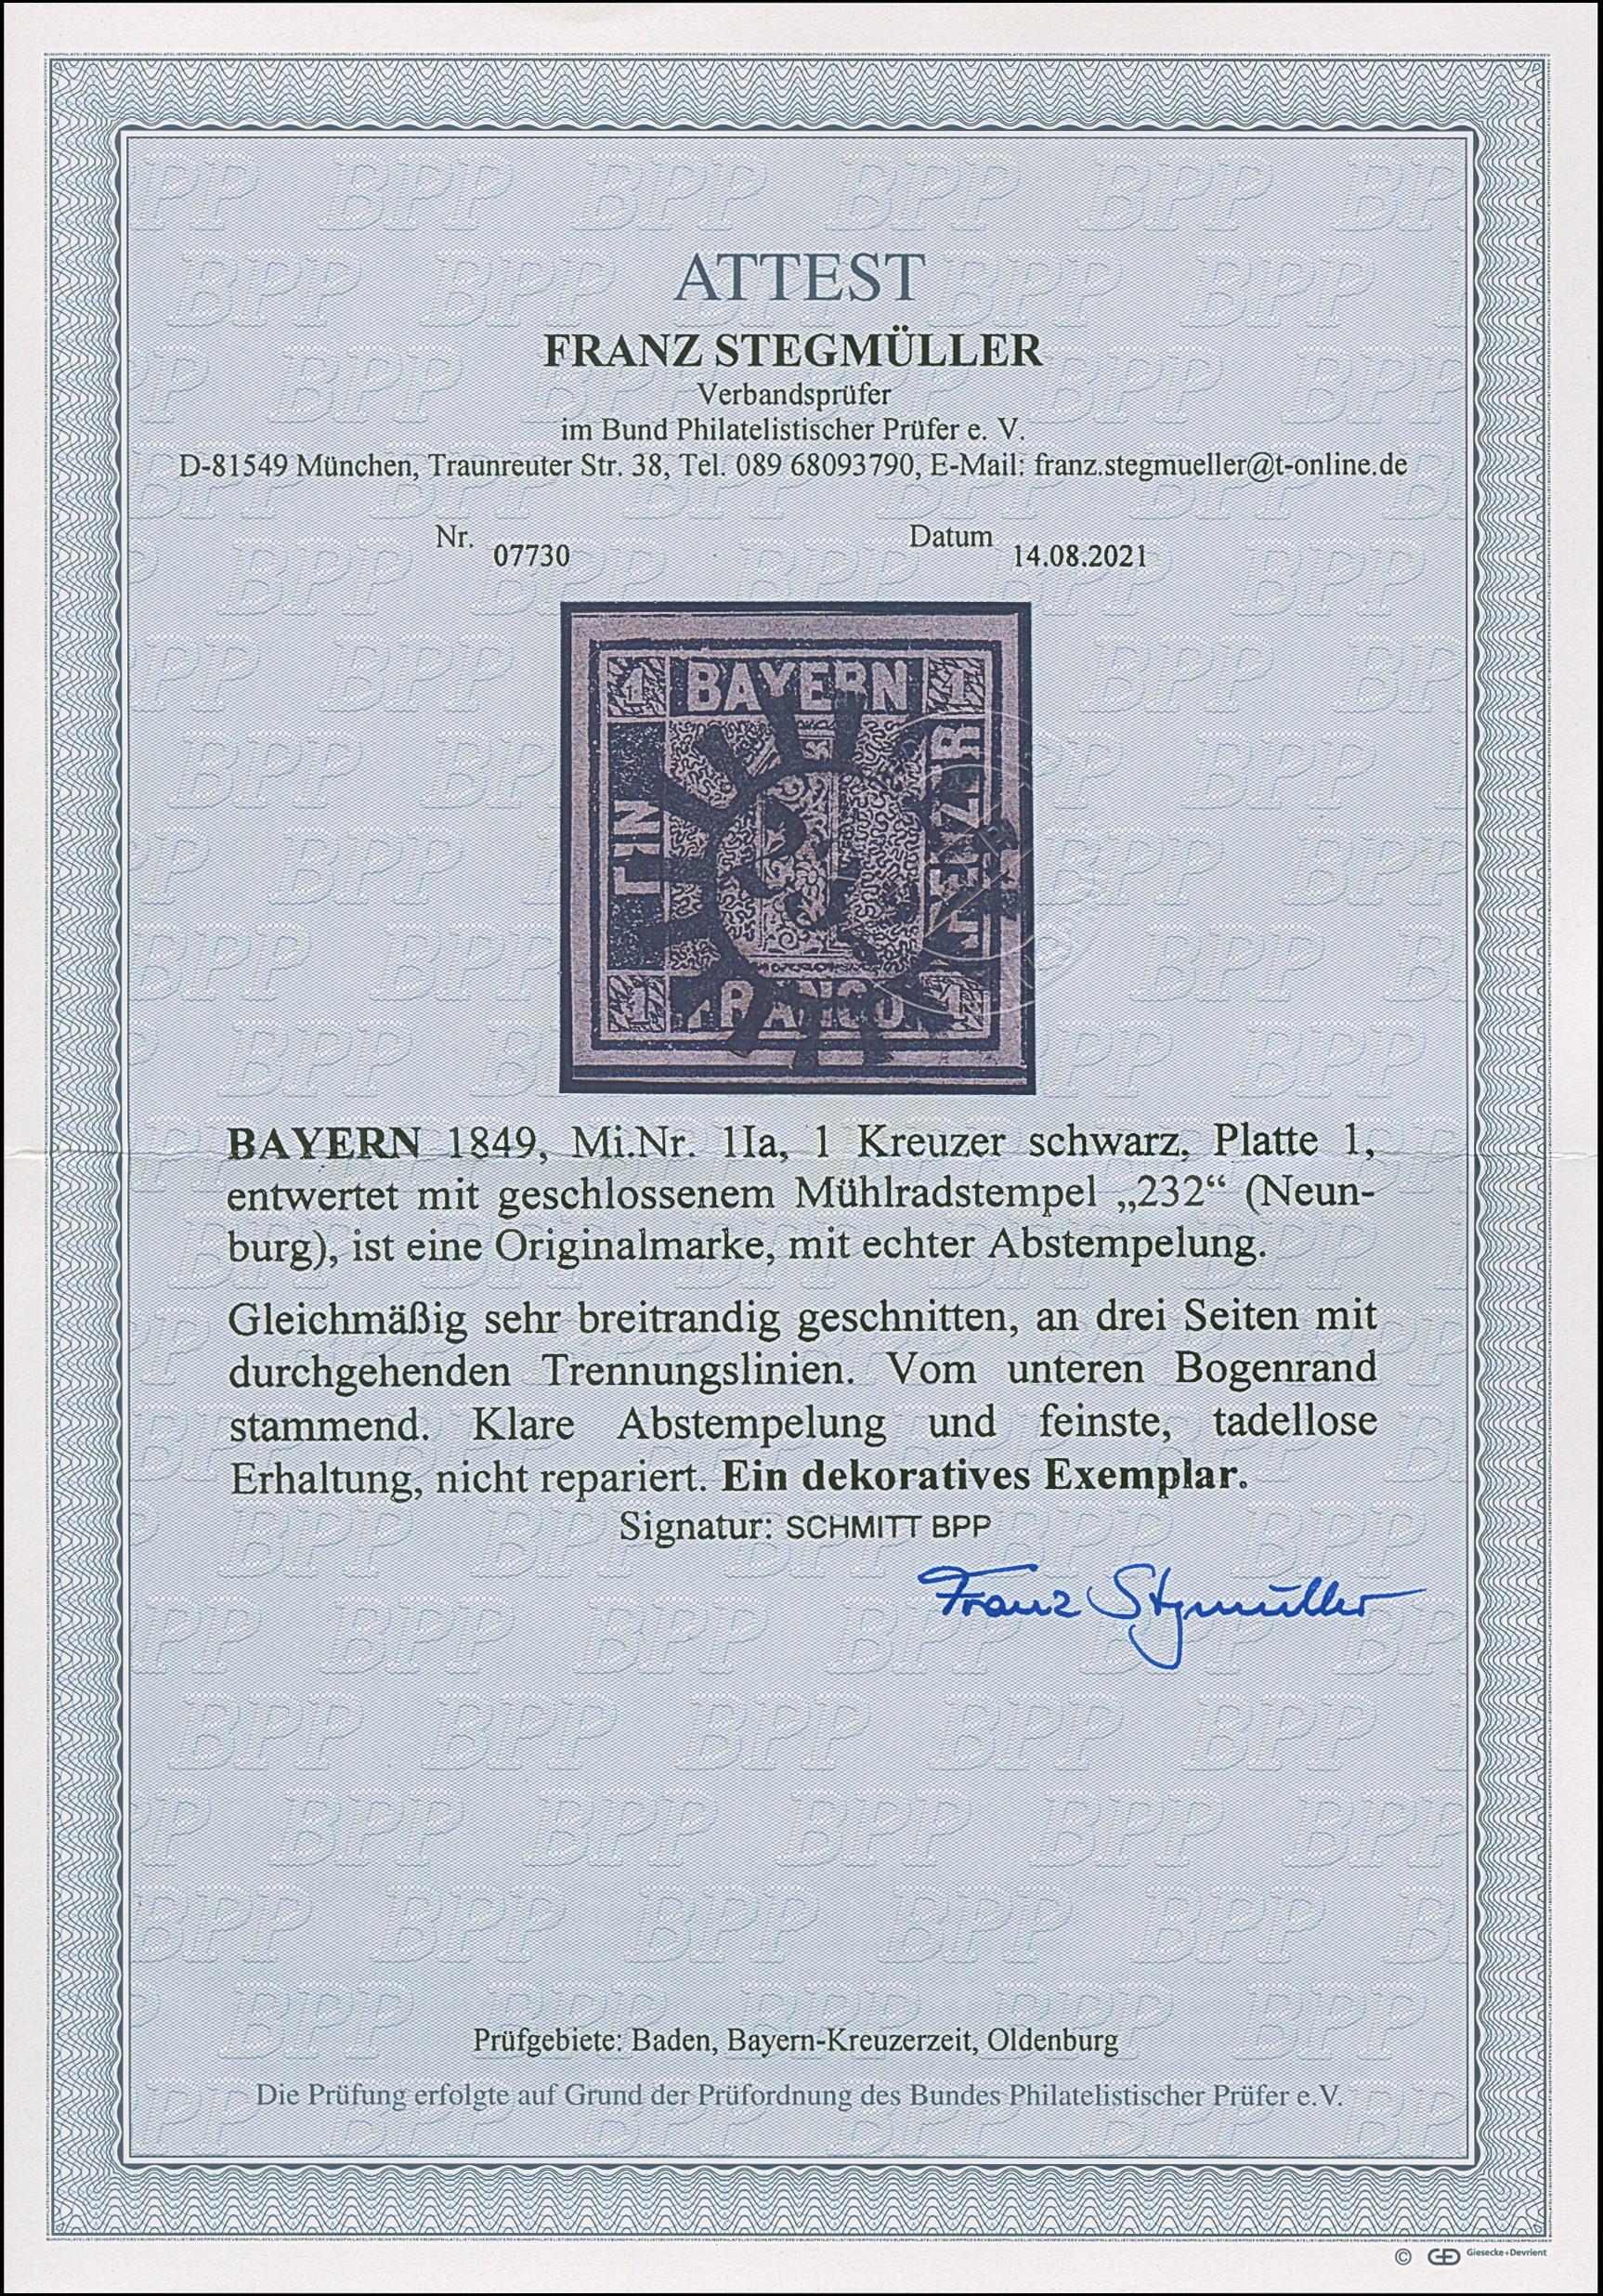 ATTEST
FRANZ STEGMÜLLER
Verbandsprüfer
im Bund Philatelistischer Prüfer e. V.
D-81549 München, Traunreuter Str. 38, Tel. 089 68093790, E-Mail: franz.stegmueller@t-online.de
Nr. 07730 Datum 14.08.2021
1 BAYERN 1
EIN
KREUZER
1 FRANCO 1
BAYERN 1849, Mi.Nr. 1Ia, 1 Kreuzer schwarz, Platte 1,
entwertet mit geschlossenem Mühlradstempel „232“ (Neun-
burg), ist eine Originalmarke, mit echter Abstempelung.
Gleichmäßig sehr breitrandig geschnitten, an drei Seiten mit
durchgehenden Trennungslinien. Vom unteren Bogenrand
stammend. Klare Abstempelung und feinste, tadellose
Erhaltung, nicht repariert. Ein dekoratives Exemplar.
Signatur: SCHMITT BPP
Franz Stegmüller
Prüfgebiete: Baden, Bayern-Kreuzerzeit, Oldenburg
Die Prüfung erfolgte auf Grund der Prüfordnung des Bundes Philatelistischer Prüfer e.V.
© GD Giesecke+Devrient